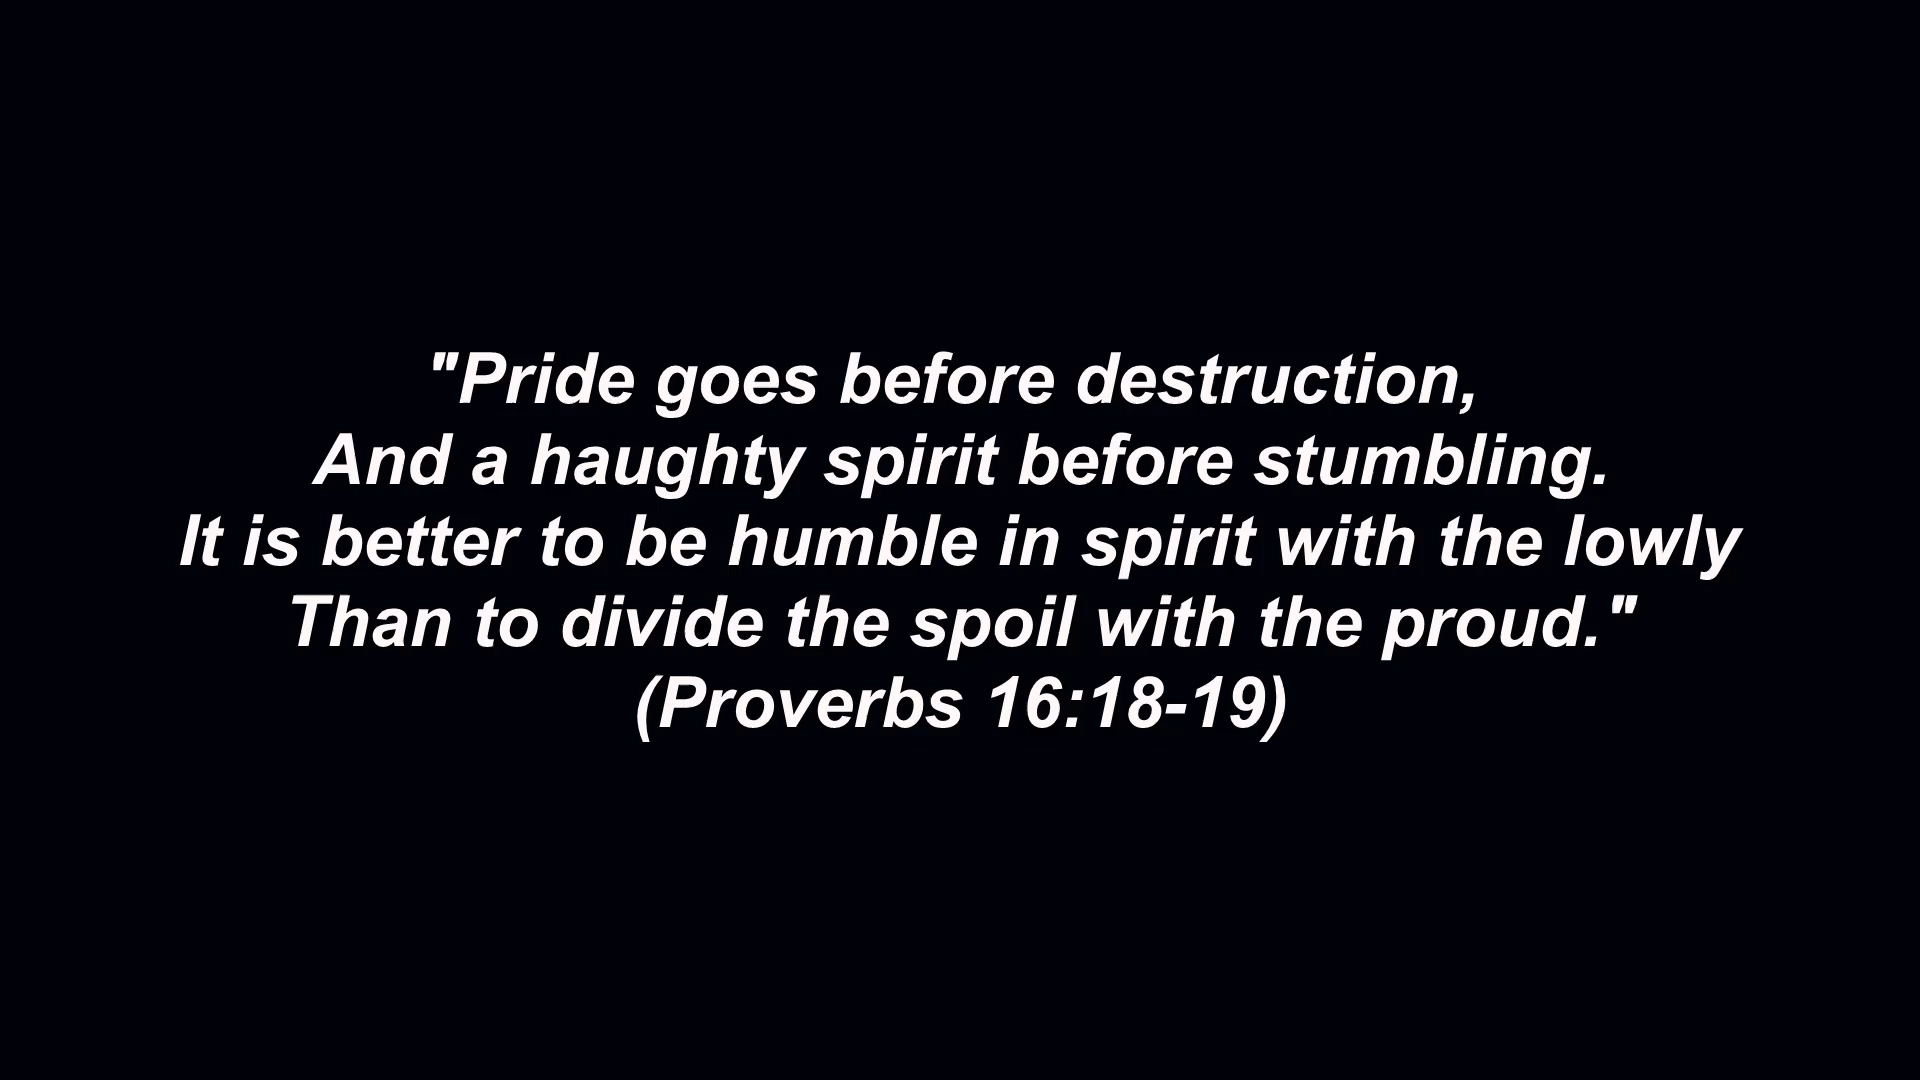 "Pride goes before destruction,
And a haughty spirit before stumbling.
It is better to be humble in spirit with the lowly
Than to divide the spoil with the proud."
(Proverbs 16:18-19)